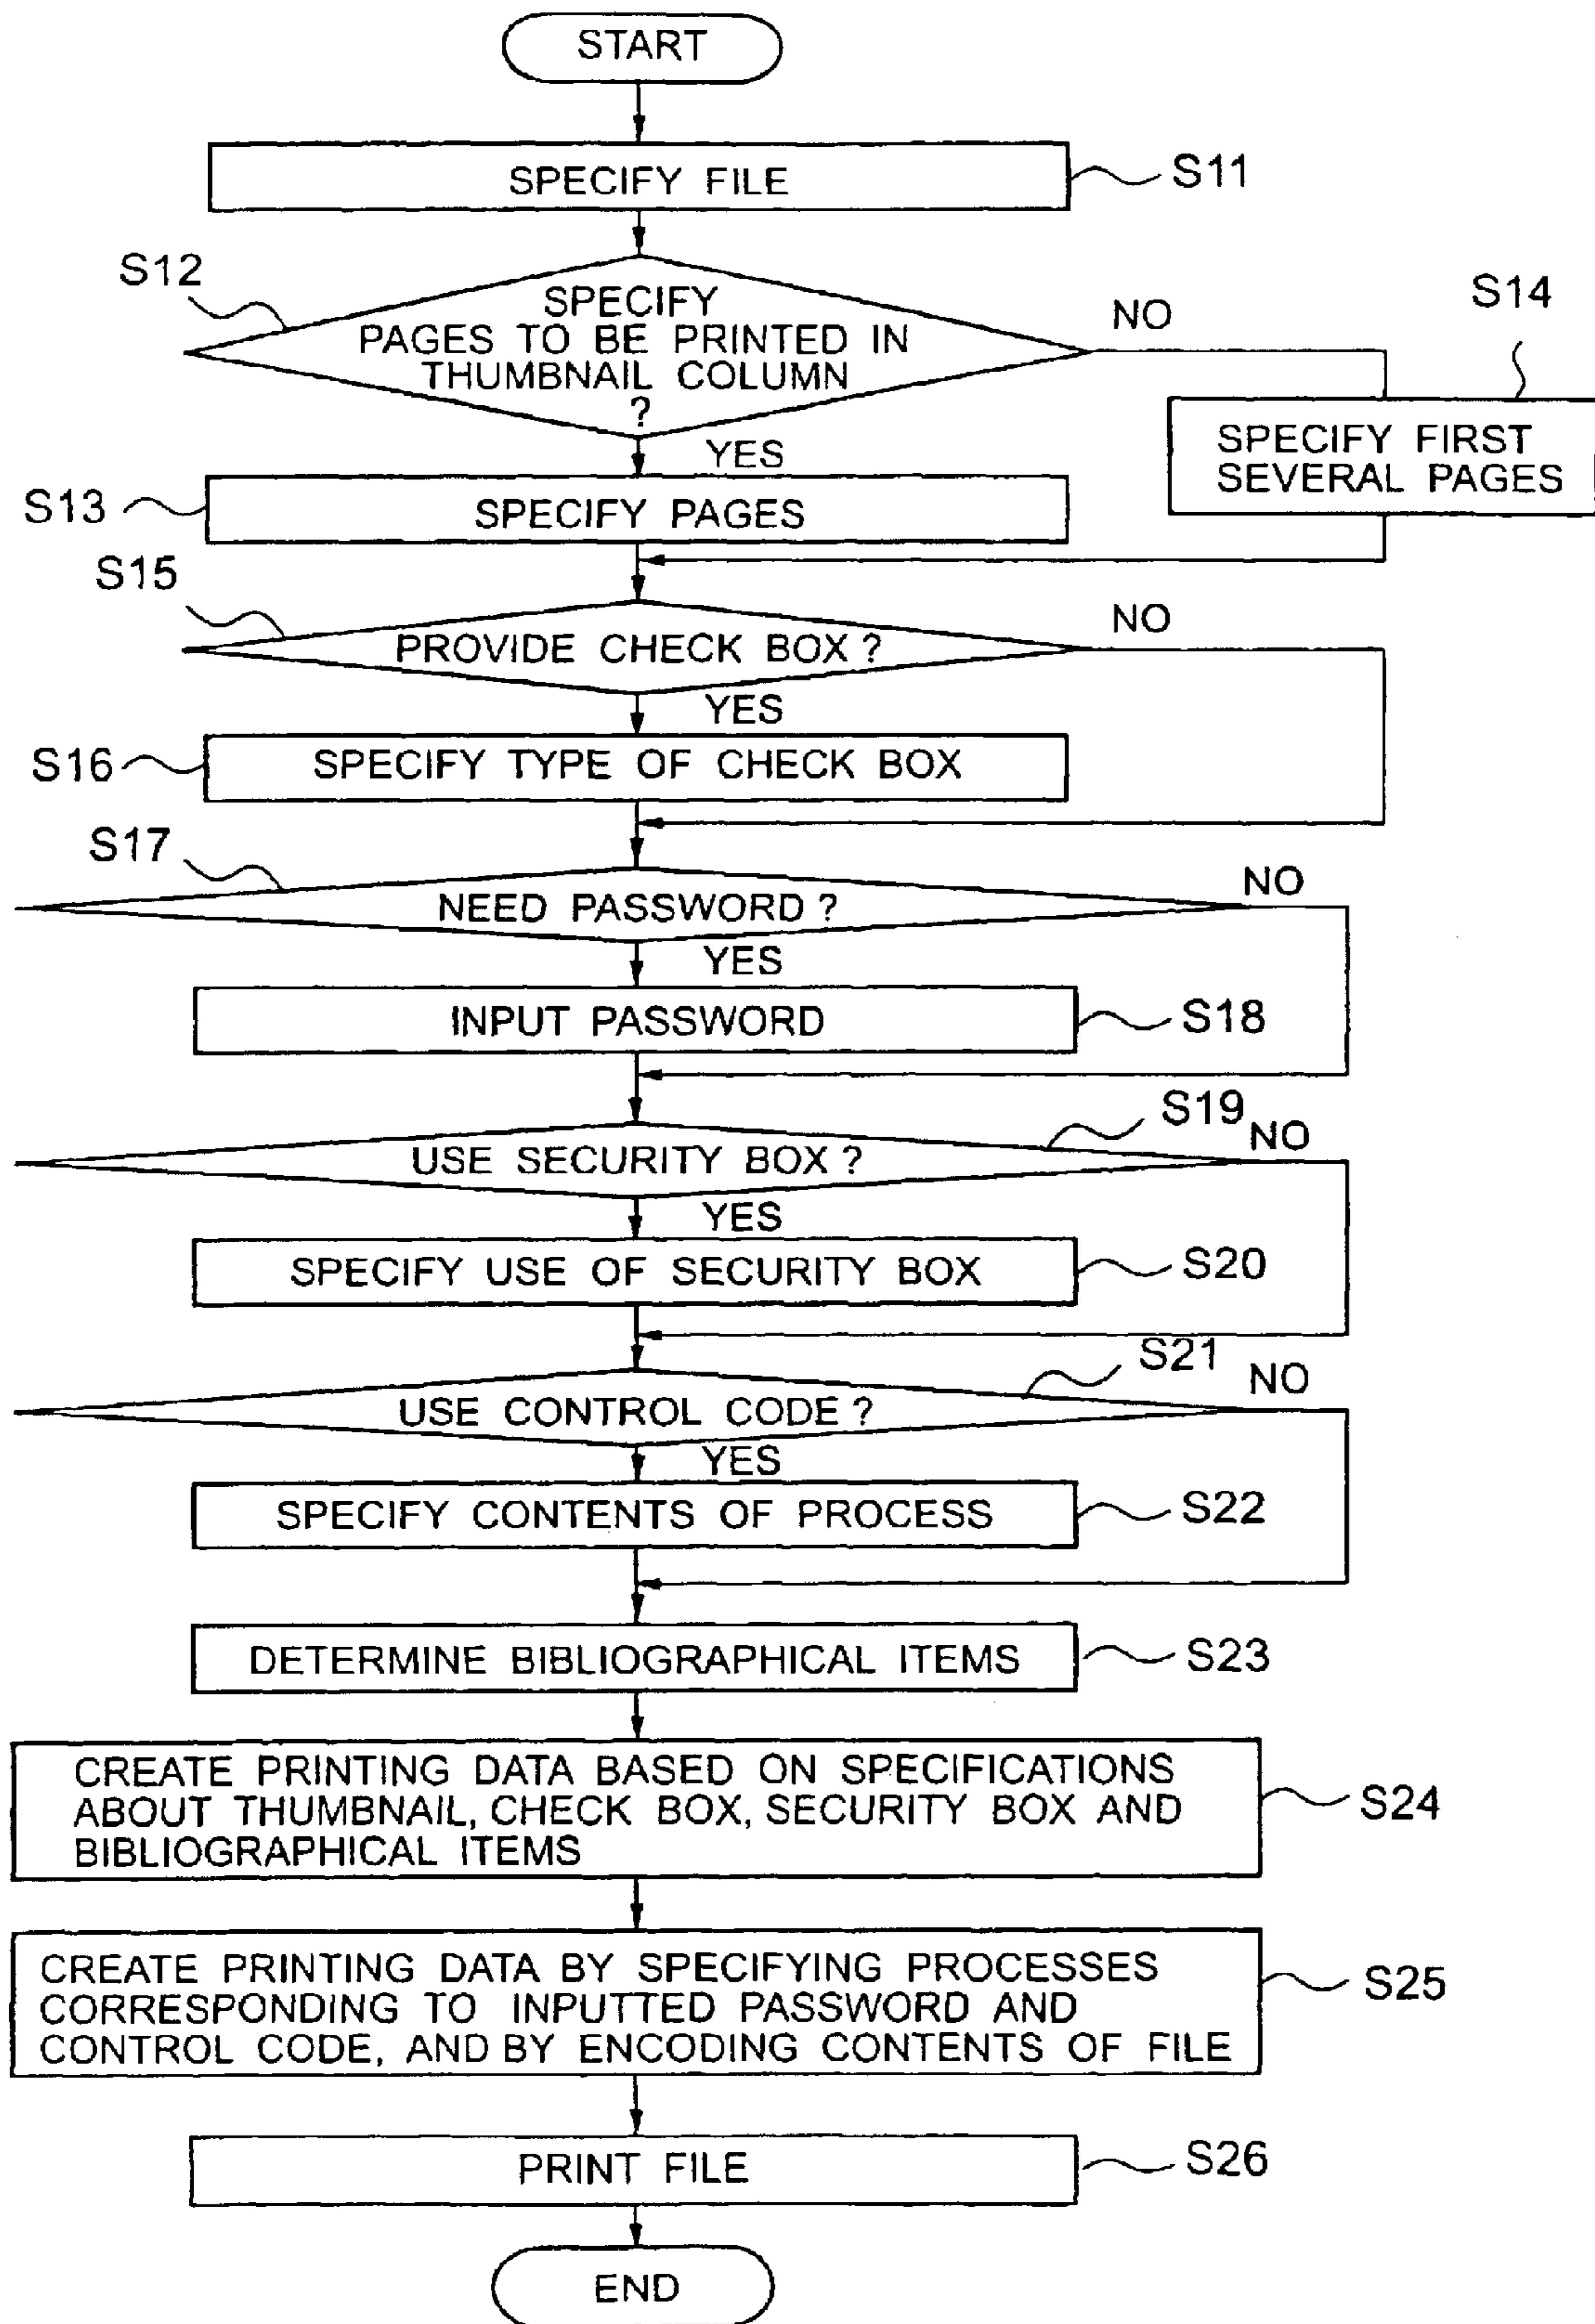 START
SPECIFY FILE
S11
S12
SPECIFY
PAGES TO BE PRINTED IN
THUMBNAIL COLUMN
?
NO
S14
SPECIFY FIRST
SEVERAL PAGES
YES
S13
SPECIFY PAGES
S15
PROVIDE CHECK BOX ?
NO
YES
S16
SPECIFY TYPE OF CHECK BOX
S17
NEED PASSWORD ?
NO
YES
INPUT PASSWORD
S18
S19
USE SECURITY BOX ?
NO
YES
SPECIFY USE OF SECURITY BOX
S20
S21
USE CONTROL CODE ?
NO
YES
SPECIFY CONTENTS OF PROCESS
S22
DETERMINE BIBLIOGRAPHICAL ITEMS
S23
CREATE PRINTING DATA BASED ON SPECIFICATIONS
ABOUT THUMBNAIL, CHECK BOX, SECURITY BOX AND
BIBLIOGRAPHICAL ITEMS
S24
CREATE PRINTING DATA BY SPECIFYING PROCESSES
CORRESPONDING TO INPUTTED PASSWORD AND
CONTROL CODE, AND BY ENCODING CONTENTS OF FILE
S25
PRINT FILE
S26
END